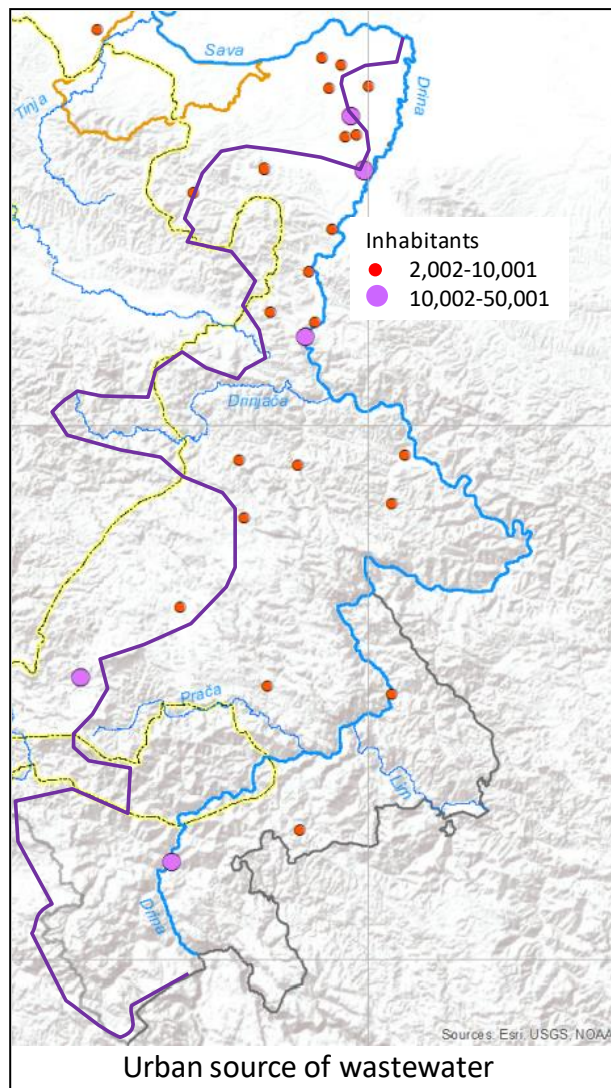 Sava
Drina
Tinja
Inhabitants
2,002-10,001
10,002-50,001
Drinjača
Prača
Lim
Drina
Sources: Esri, USGS, NOAA
Urban source of wastewater